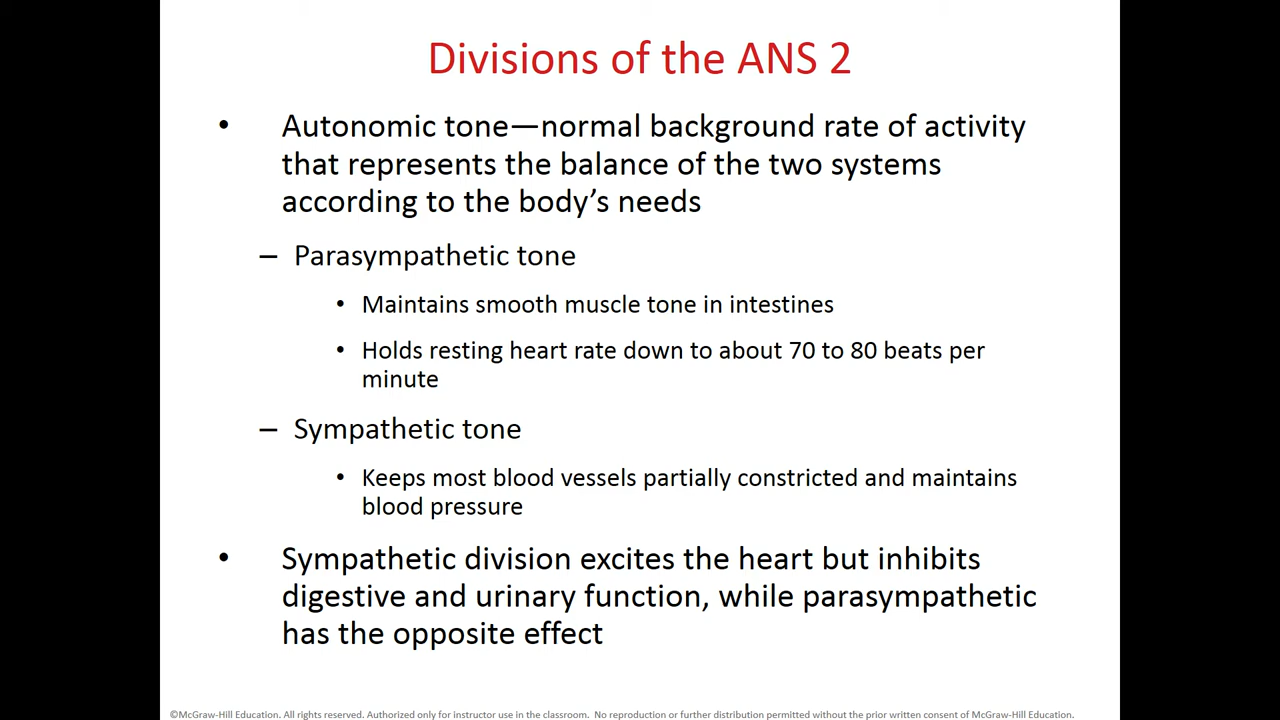 Divisions of the ANS 2
• Autonomic tone—normal background rate of activity
that represents the balance of the two systems
according to the body’s needs
– Parasympathetic tone
• Maintains smooth muscle tone in intestines
• Holds resting heart rate down to about 70 to 80 beats per
minute
– Sympathetic tone
• Keeps most blood vessels partially constricted and maintains
blood pressure
• Sympathetic division excites the heart but inhibits
digestive and urinary function, while parasympathetic
has the opposite effect
©McGraw-Hill Education. All rights reserved. Authorized only for instructor use in the classroom. No reproduction or further distribution permitted without the prior written consent of McGraw-Hill Education.